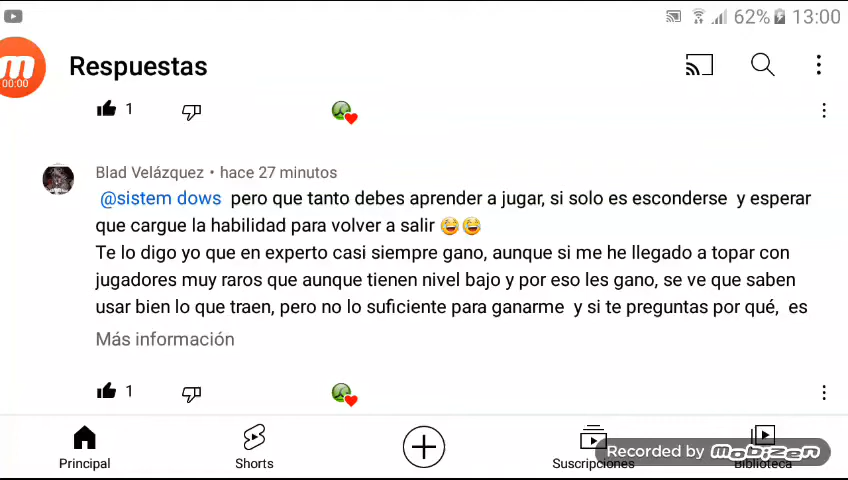 62% 13:00
00:00
Respuestas
1
Blad Velázquez • hace 27 minutos
@sistem dows pero que tanto debes aprender a jugar, si solo es esconderse y esperar
que cargue la habilidad para volver a salir 😂😂
Te lo digo yo que en experto casi siempre gano, aunque si me he llegado a topar con
jugadores muy raros que aunque tienen nivel bajo y por eso les gano, se ve que saben
usar bien lo que traen, pero no lo suficiente para ganarme y si te preguntas por qué, es
Más información
1
Principal Shorts Suscripciones Biblioteca
Recorded by mobizen